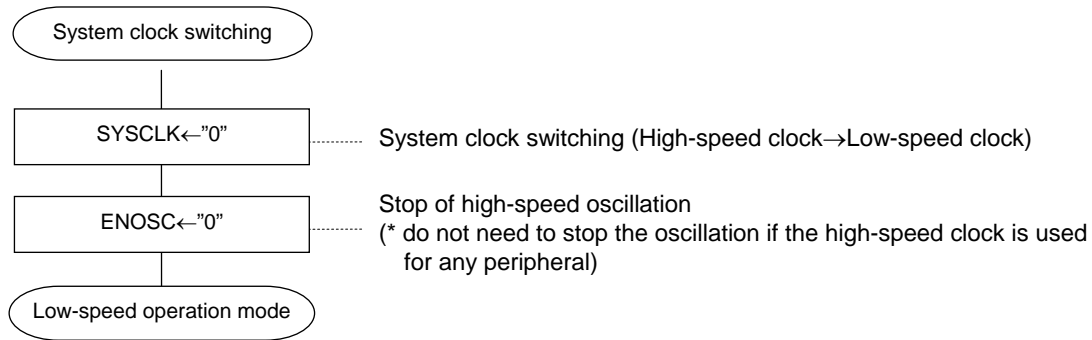 System clock switching
SYSCLK←”0”
System clock switching (High-speed clock→Low-speed clock)
ENOSC←”0”
Stop of high-speed oscillation
(* do not need to stop the oscillation if the high-speed clock is used
for any peripheral)
Low-speed operation mode